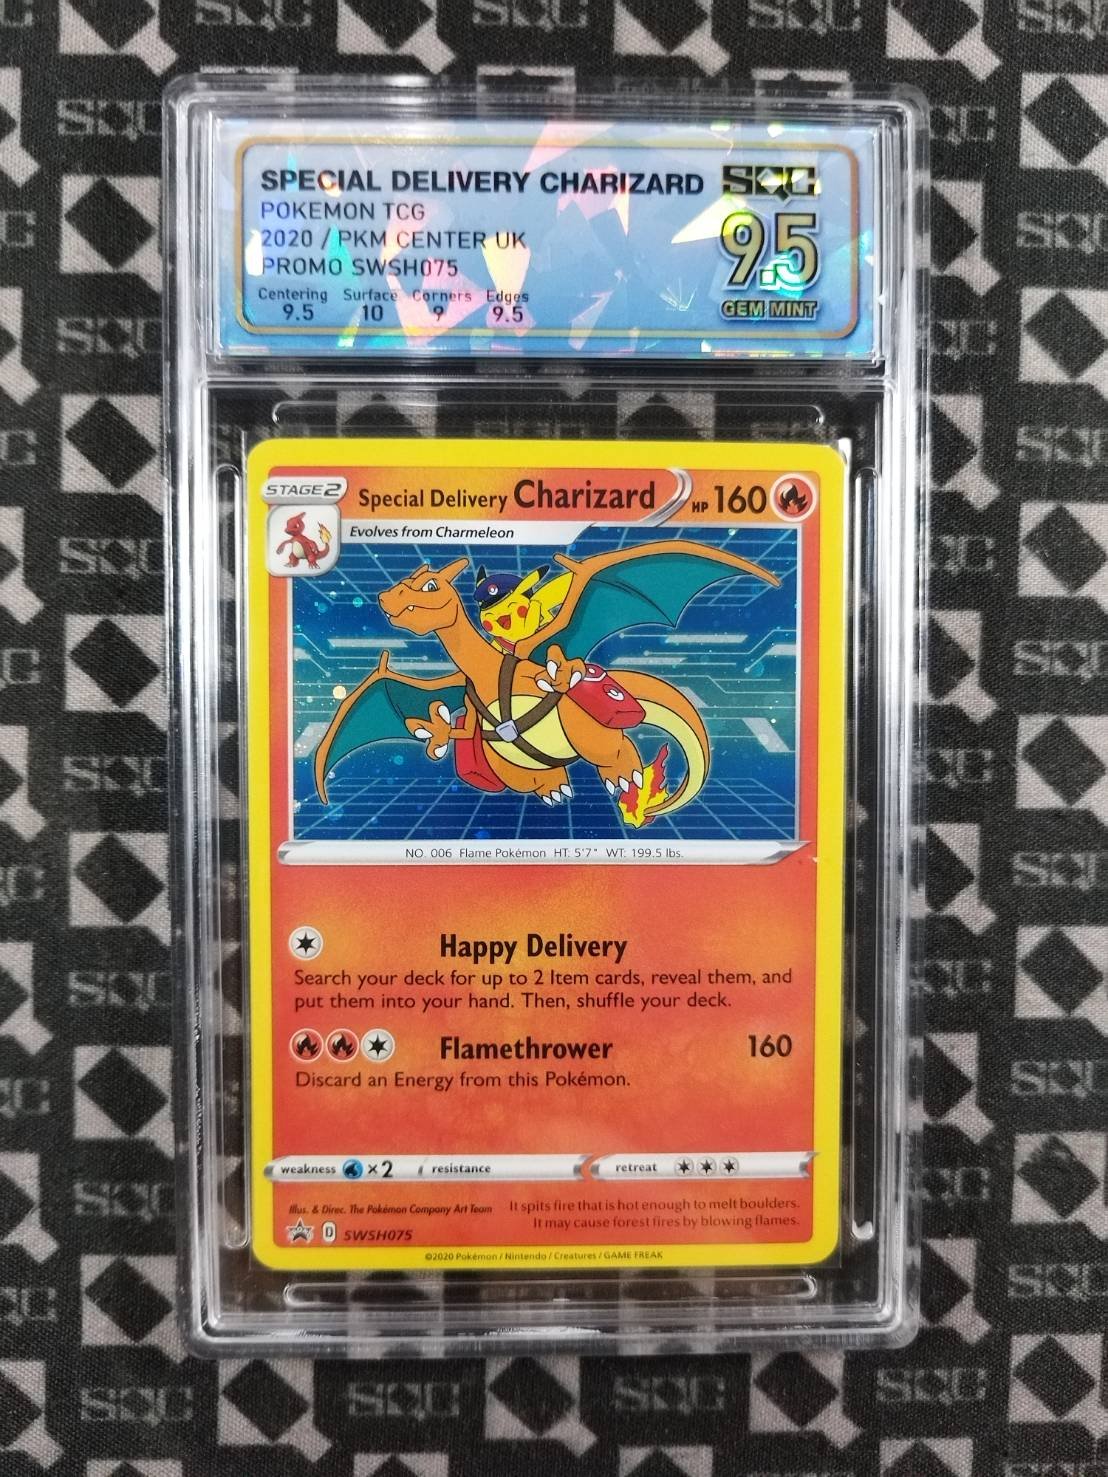 SPECIAL DELIVERY CHARIZARD SQC
POKEMON TCG
2020 / PKM CENTER UK
PROMO SWSH075
Centering Surface Corners Edges
9.5 10 9 9.5
9.5
GEM MINT
STAGE2
Special Delivery Charizard HP 160
Evolves from Charmeleon
NO. 006 Flame Pokémon HT: 5'7" WT: 199.5 lbs.
Happy Delivery
Search your deck for up to 2 Item cards, reveal them, and
put them into your hand. Then, shuffle your deck.
Flamethrower 160
Discard an Energy from this Pokémon.
weakness ×2 resistance retreat
Illus. & Direc. The Pokémon Company Art Team
It spits fire that is hot enough to melt boulders.
It may cause forest fires by blowing flames.
D SWSH075
©2020 Pokémon / Nintendo / Creatures / GAME FREAK